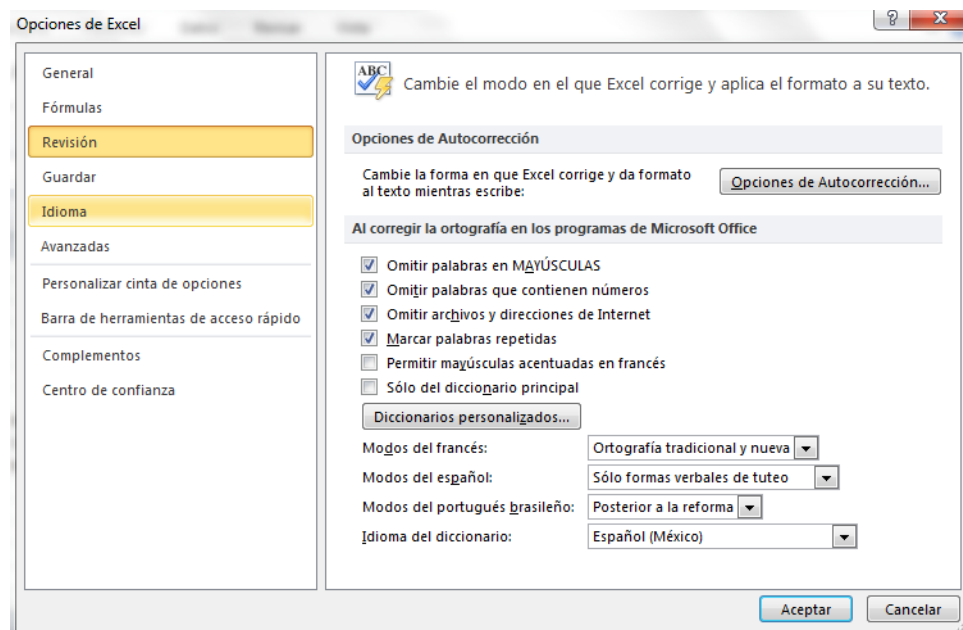 Opciones de Excel
General
Fórmulas
Revisión
Guardar
Idioma
Avanzadas
Personalizar cinta de opciones
Barra de herramientas de acceso rápido
Complementos
Centro de confianza
ABC
Cambie el modo en el que Excel corrige y aplica el formato a su texto.
Opciones de Autocorrección
Cambie la forma en que Excel corrige y da formato
al texto mientras escribe:
Opciones de Autocorrección...
Al corregir la ortografía en los programas de Microsoft Office
Omitir palabras en MAYÚSCULAS
Omitir palabras que contienen números
Omitir archivos y direcciones de Internet
Marcar palabras repetidas
Permitir mayúsculas acentuadas en francés
Sólo del diccionario principal
Diccionarios personalizados...
Modos del francés: Ortografía tradicional y nueva
Modos del español: Sólo formas verbales de tuteo
Modos del portugués brasileño: Posterior a la reforma
Idioma del diccionario: Español (México)
Aceptar Cancelar